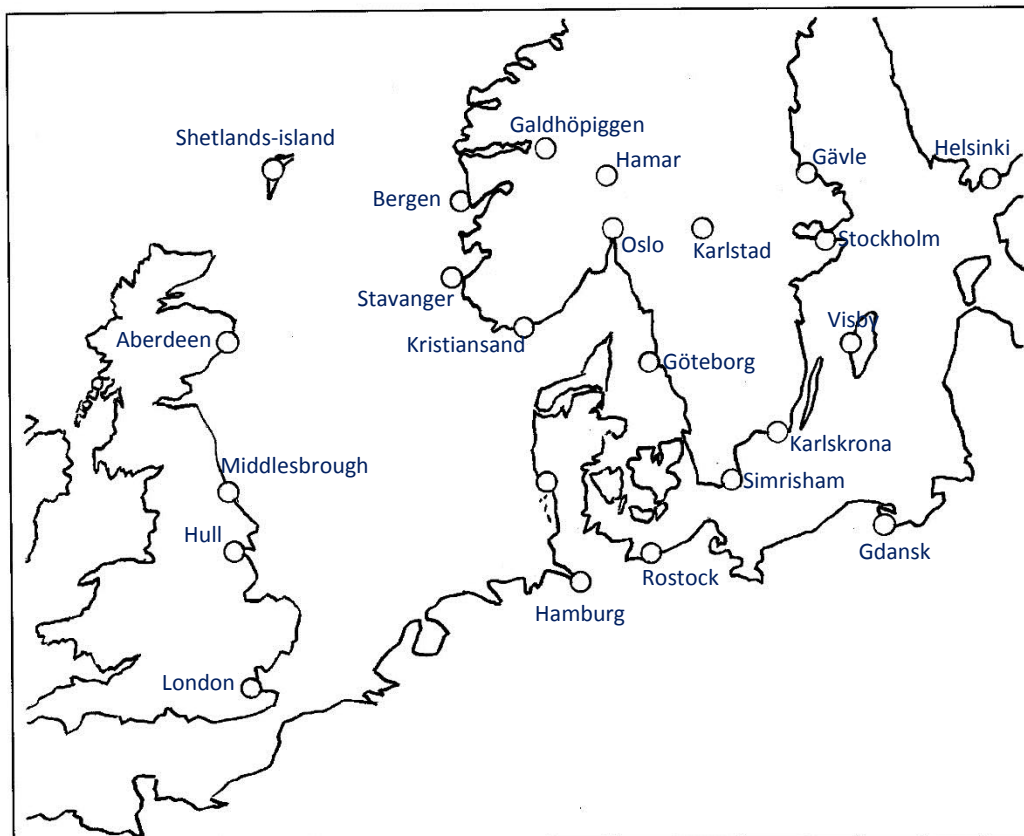 Galdhöpiggen
Shetlands-island
Hamar
Gävle
Helsinki
Bergen
Oslo
Karlstad
Stockholm
Stavanger
Visby
Aberdeen
Kristiansand
Göteborg
Karlskrona
Middlesbrough
Simrisham
Hull
Gdansk
Rostock
Hamburg
London